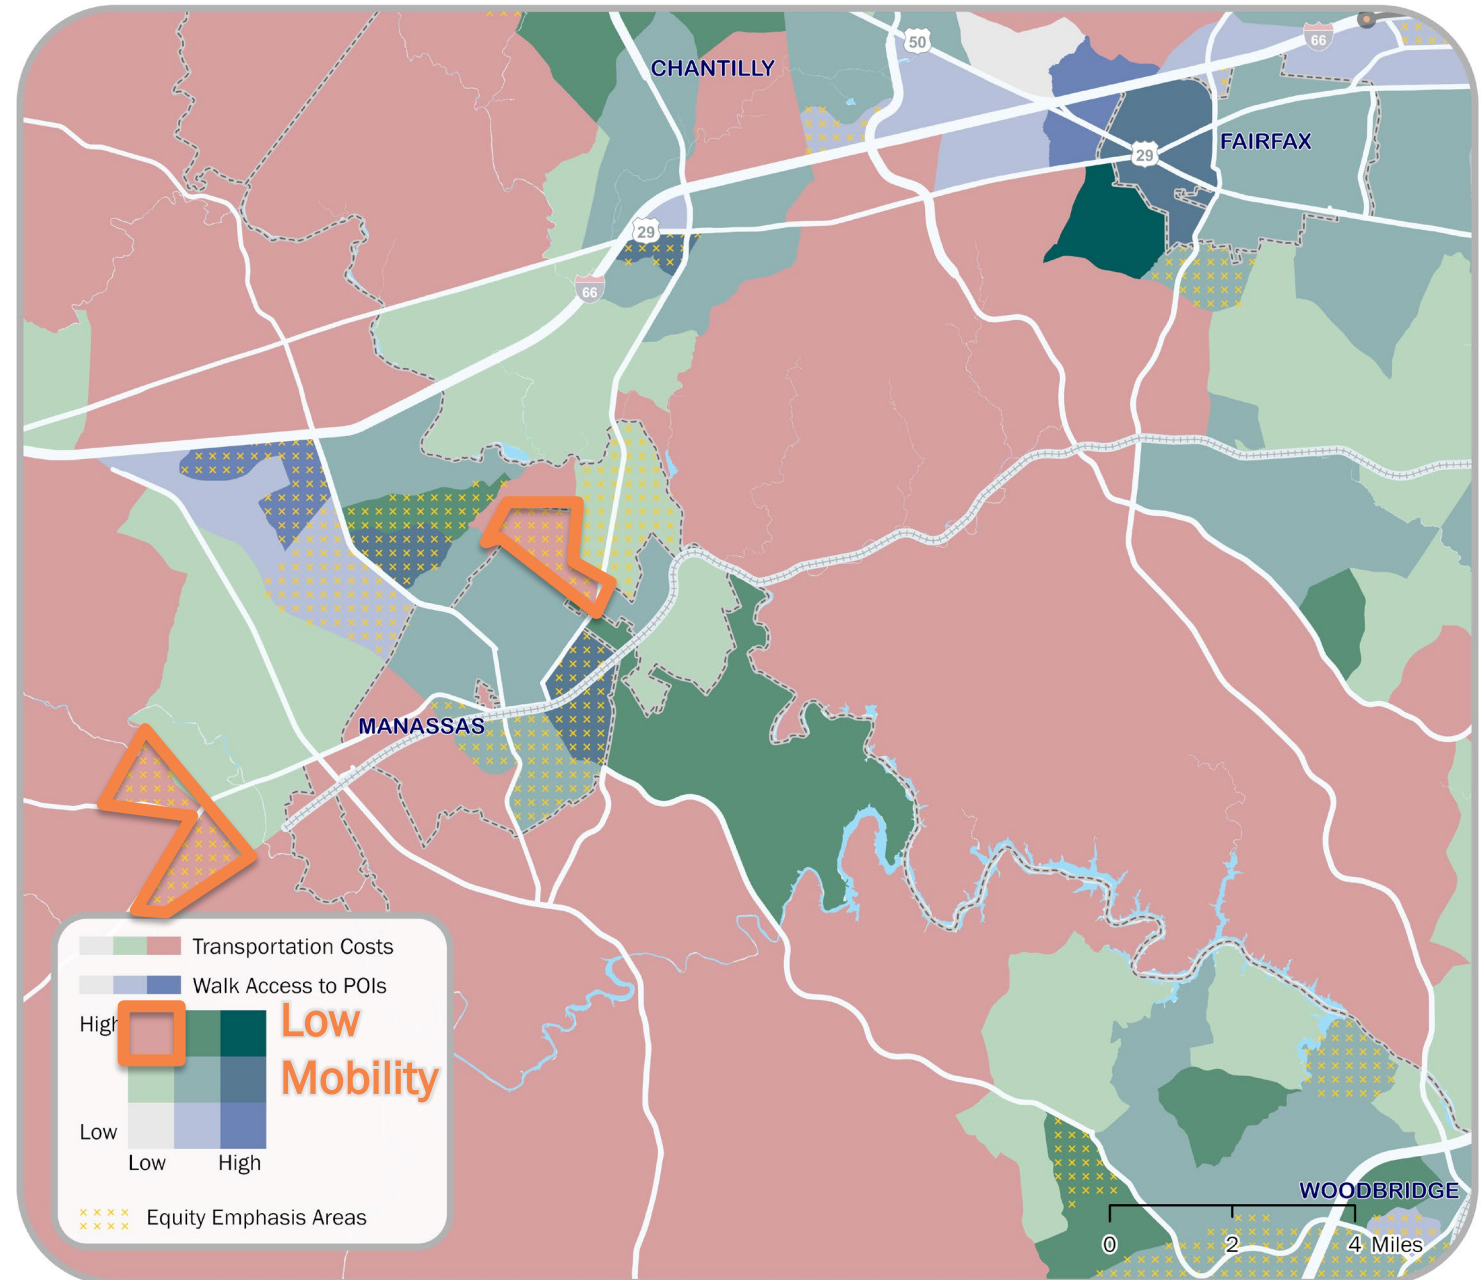 50
66
CHANTILLY
FAIRFAX
29
29
66
MANASSAS
Transportation Costs
Walk Access to POIs
High
Low
Mobility
Low
Low
High
Equity Emphasis Areas
WOODBRIDGE
0
2
4 Miles